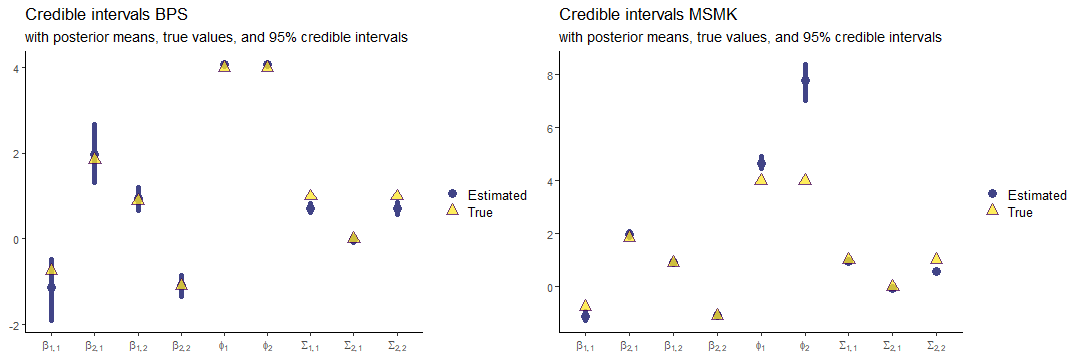 Credible intervals BPS
with posterior means, true values, and 95% credible intervals
4
2
0
-2
β1, 1 β2, 1 β1, 2 β2, 2 ϕ1 ϕ2 Σ1, 1 Σ2, 1 Σ2, 2
Estimated
True
Credible intervals MSMK
with posterior means, true values, and 95% credible intervals
8
6
4
2
0
β1, 1 β2, 1 β1, 2 β2, 2 ϕ1 ϕ2 Σ1, 1 Σ2, 1 Σ2, 2
Estimated
True